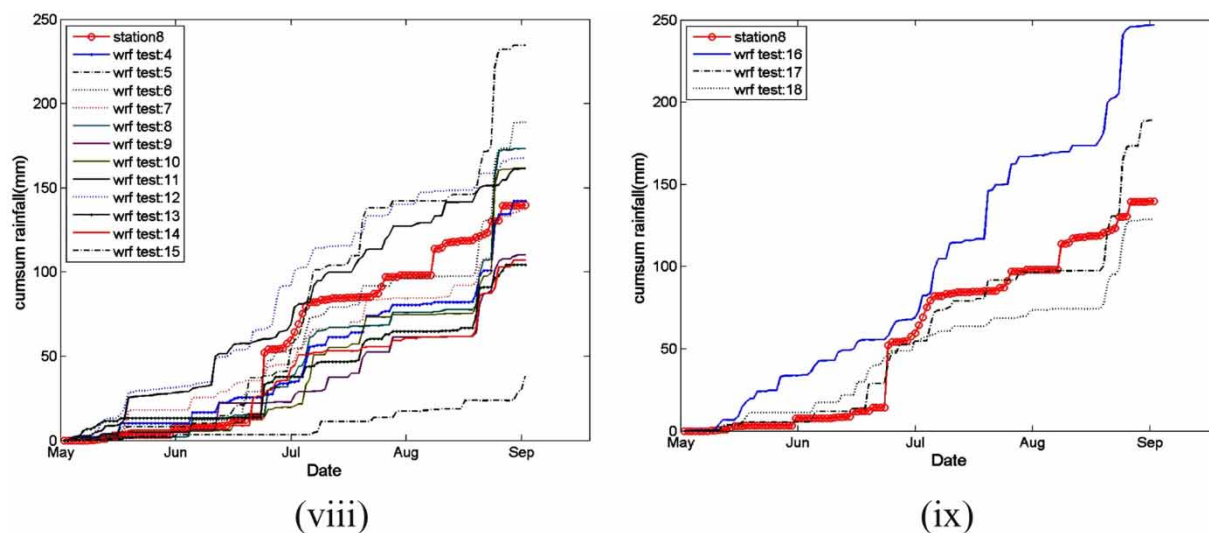 250
200
150
100
50
0
cumsum rainfall(mm)
station8
wrf test:4
wrf test:5
wrf test:6
wrf test:7
wrf test:8
wrf test:9
wrf test:10
wrf test:11
wrf test:12
wrf test:13
wrf test:14
wrf test:15
May
Jun
Jul
Aug
Sep
Date
(viii)
250
200
150
100
50
0
cumsum rainfall(mm)
station8
wrf test:16
wrf test:17
wrf test:18
May
Jun
Jul
Aug
Sep
Date
(ix)